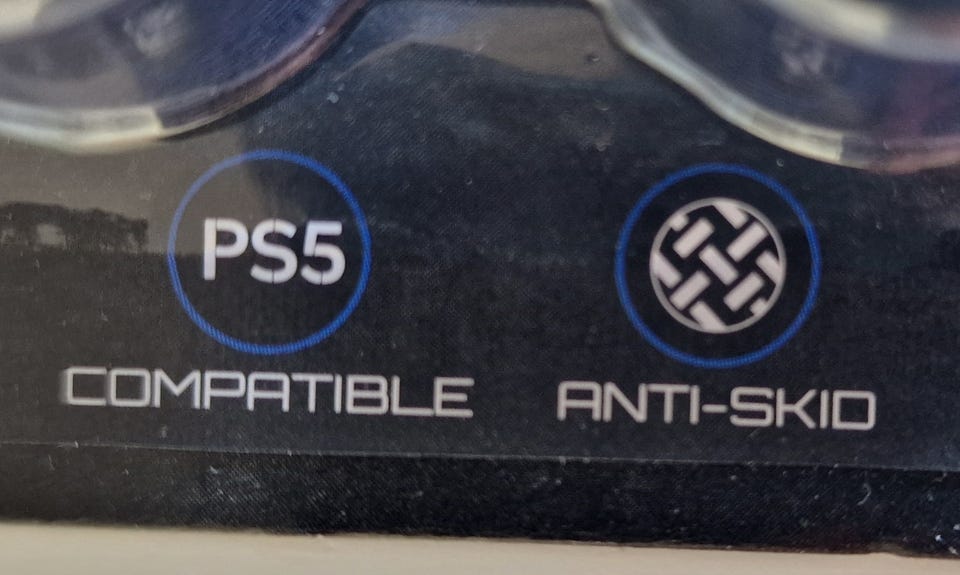 PS5
COMPATIBLE
ANTI-SKID